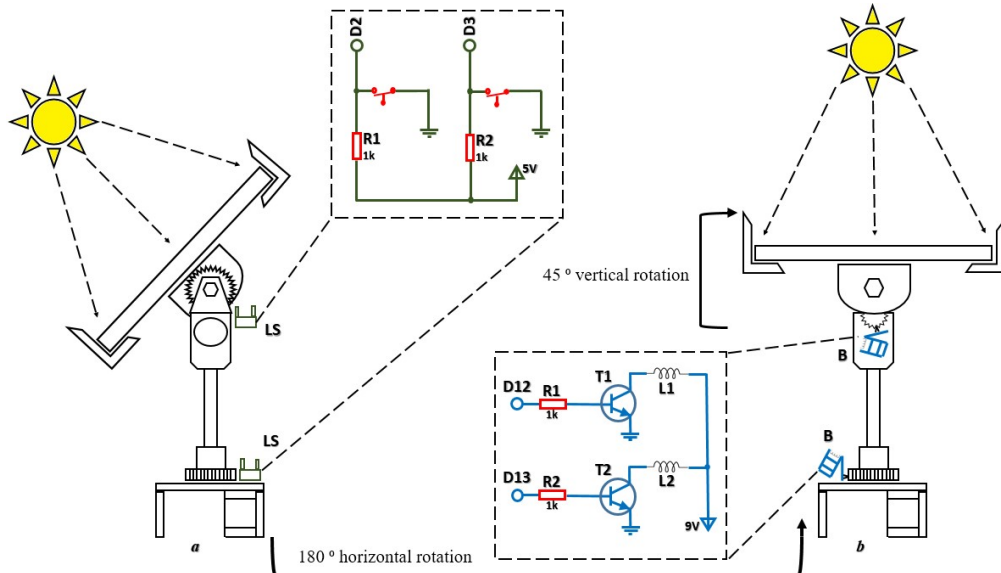 D2
D3
R1
1k
R2
1k
5V
LS
LS
45 º vertical rotation
B
D12
R1
1k
T1
L1
D13
R2
1k
T2
L2
9V
B
a
180 º horizontal rotation
b